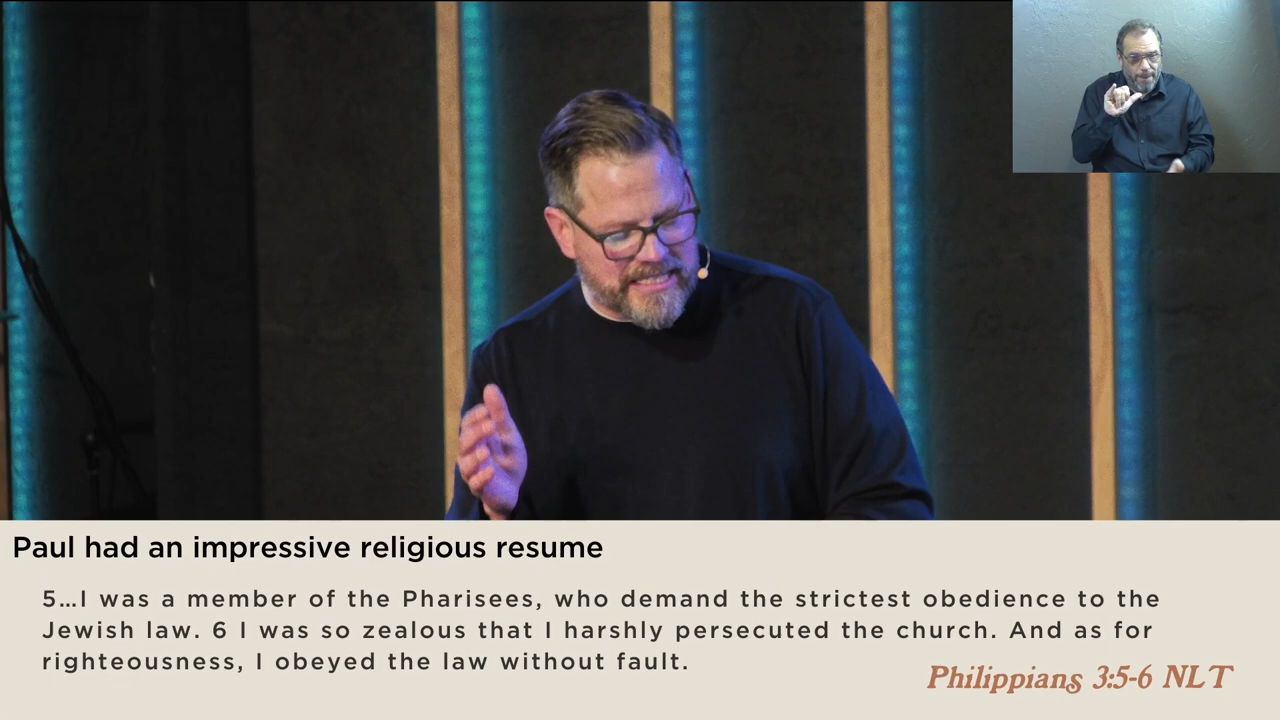 Paul had an impressive religious resume
5...I was a member of the Pharisees, who demand the strictest obedience to the
Jewish law. 6 I was so zealous that I harshly persecuted the church. And as for
righteousness, I obeyed the law without fault.
Philippians 3:5-6 NLT